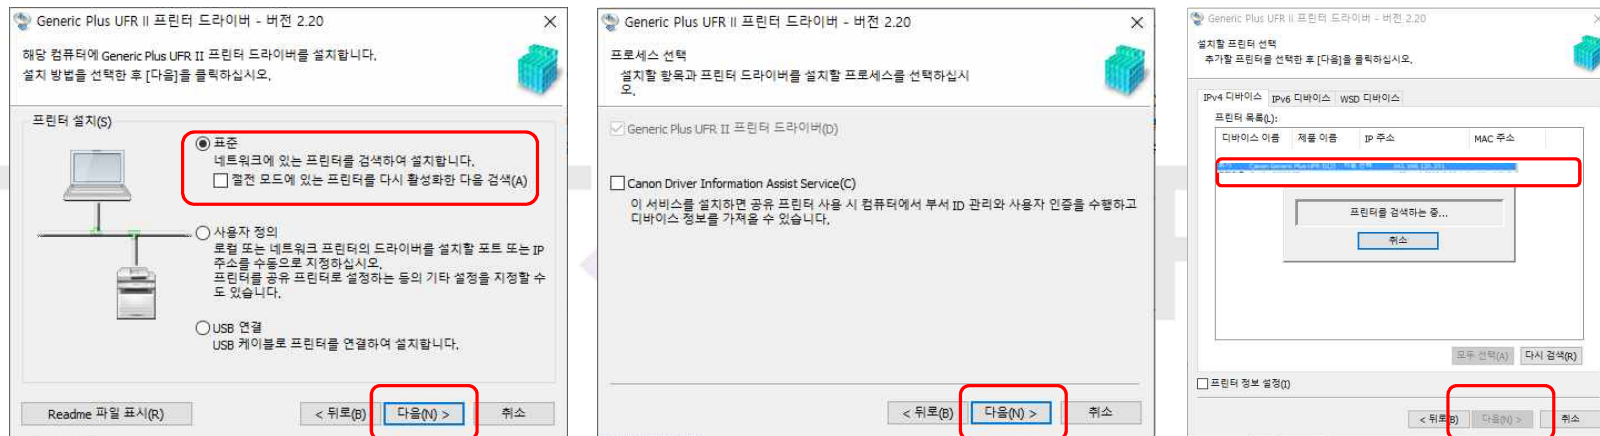 Generic Plus UFR II 프린터 드라이버 - 버전 2.20
해당 컴퓨터에 Generic Plus UFR II 프린터 드라이버를 설치합니다.
설치 방법을 선택한 후 [다음]을 클릭하십시오.
프린터 설치(S)
표준
네트워크에 있는 프린터를 검색하여 설치합니다.
절전 모드에 있는 프린터를 다시 활성화한 다음 검색(A)
사용자 정의
로컬 또는 네트워크 프린터의 드라이버를 설치할 포트 또는 IP
주소를 수동으로 지정하십시오.
프린터를 공유 프린터로 설정하는 등의 기타 설정을 지정할 수
도 있습니다.
USB 연결
USB 케이블로 프린터를 연결하여 설치합니다.
Readme 파일 표시(R)
< 뒤로(B)
다음(N) >
취소
Generic Plus UFR II 프린터 드라이버 - 버전 2.20
프로세스 선택
설치할 항목과 프린터 드라이버를 설치할 프로세스를 선택하십시
오.
Generic Plus UFR II 프린터 드라이버(D)
Canon Driver Information Assist Service(C)
이 서비스를 설치하면 공유 프린터 사용 시 컴퓨터에서 부서 ID 관리와 사용자 인증을 수행하고
디바이스 정보를 가져올 수 있습니다.
< 뒤로(B)
다음(N) >
취소
Generic Plus UFR II 프린터 드라이버 - 버전 2.20
설치할 프린터 선택
추가할 프린터를 선택한 후 [다음]을 클릭하십시오.
IPv4 디바이스 IPv6 디바이스 WSD 디바이스
프린터 목록(L):
디바이스 이름 제품 이름 IP 주소 MAC 주소
프린터를 검색하는 중...
취소
모두 선택(A) 다시 검색(R)
프린터 정보 설정(I)
< 뒤로(B)
다음(N) >
취소